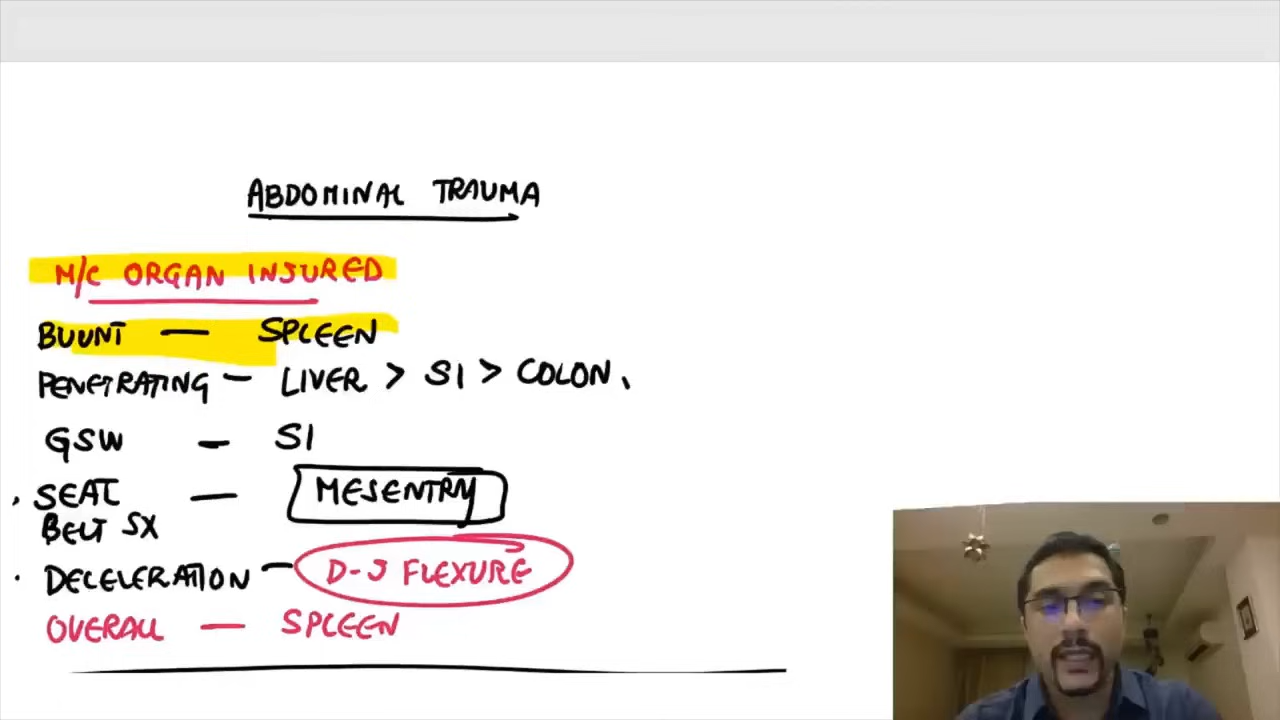 ABDOMINAL TRAUMA
M/C ORGAN INJURED
BLUNT — SPLEEN
PENETRATING — LIVER > SI > COLON,
GSW — SI
. SEAT — MESENTRY
BELT SX
. DECELERATION — D-J FLEXURE
OVERALL — SPLEEN